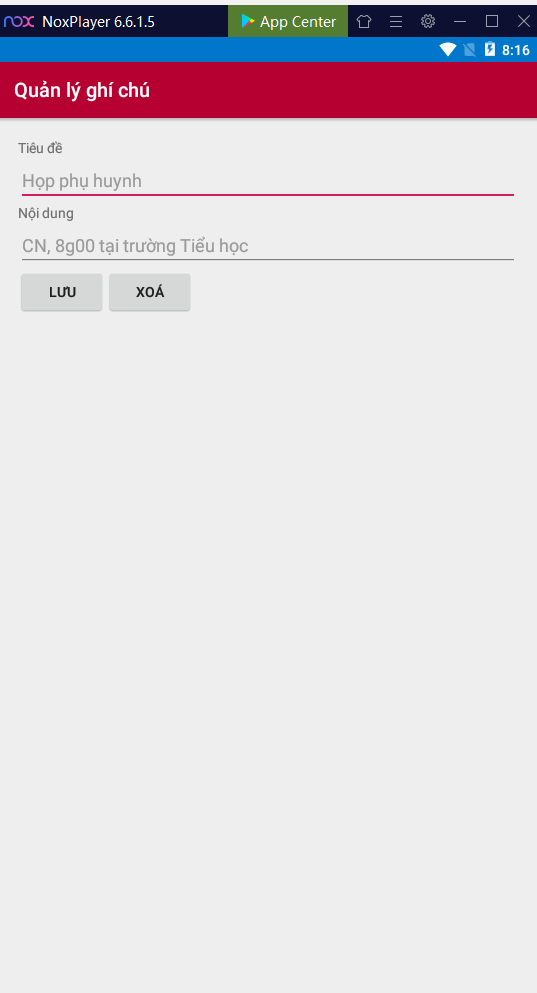 nox NoxPlayer 6.6.1.5 App Center
8:16
Quản lý ghí chú
Tiêu đề
Họp phụ huynh
Nội dung
CN, 8g00 tại trường Tiểu học
LƯU XOÁ